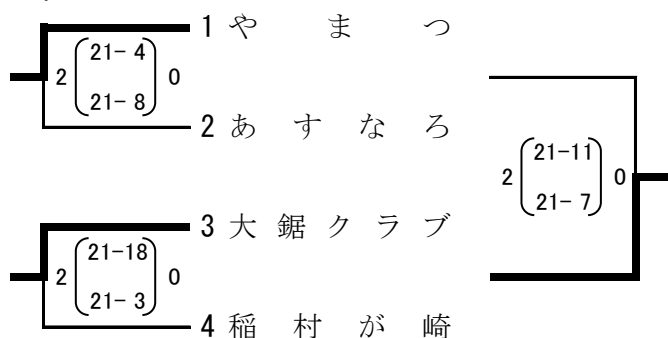 1 やまつ
2 ( 21- 4 21- 8 ) 0
2 あすなろ
2 ( 21-11 21- 7 ) 0
3 大鋸クラブ
2 ( 21-18 21- 3 ) 0
4 稲村が崎